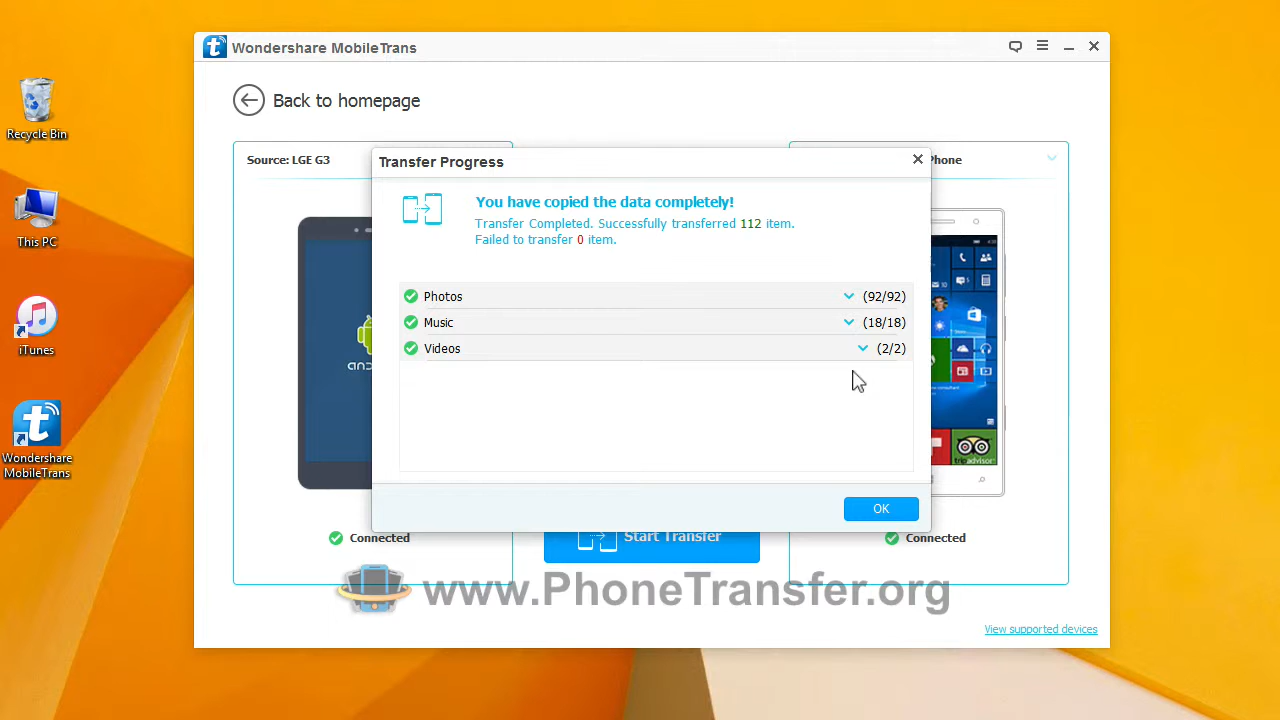 Wondershare MobileTrans
Back to homepage
Recycle Bin
Source: LGE G3
Phone
Transfer Progress
You have copied the data completely!
Transfer Completed. Successfully transferred 112 item.
Failed to transfer 0 item.
This PC
Photos (92/92)
Music (18/18)
Videos (2/2)
iTunes
tripadvisor
Wondershare
MobileTrans
OK
Connected
Start Transfer
Connected
www.PhoneTransfer.org
View supported devices